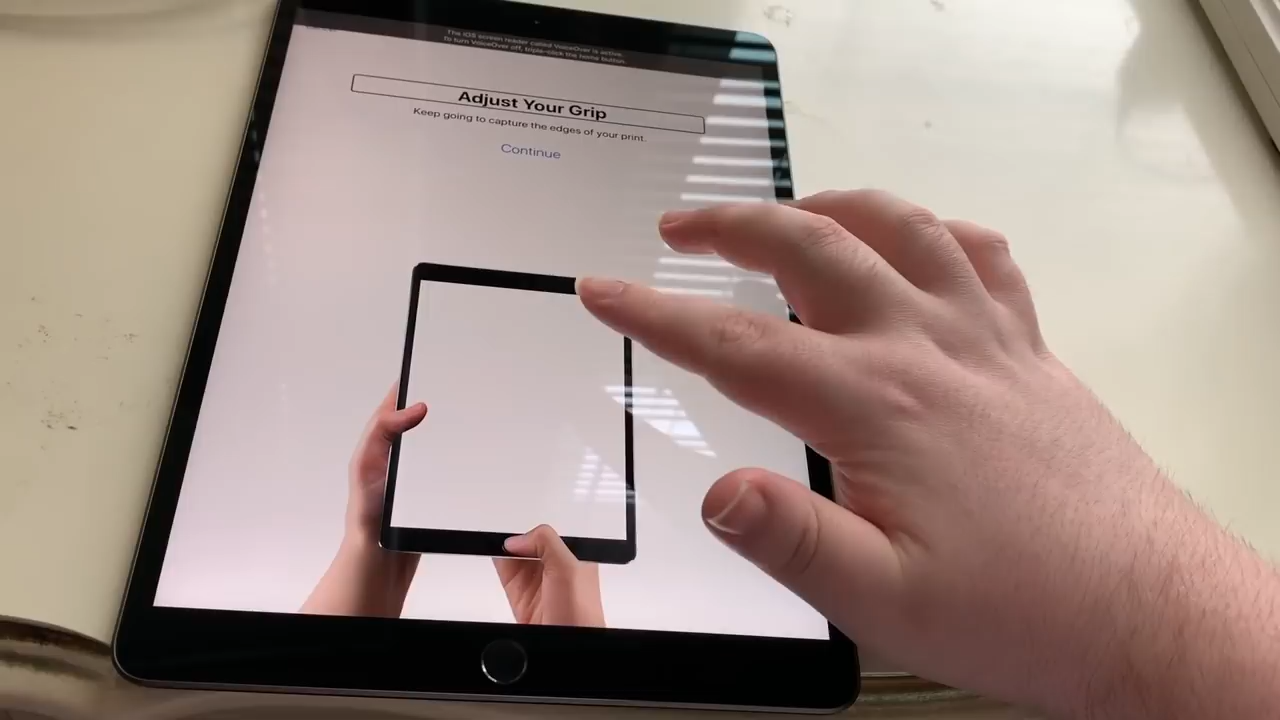 The iOS screen reader called VoiceOver is active.
To turn VoiceOver off, triple-click the home button.
Adjust Your Grip
Keep going to capture the edges of your print.
Continue